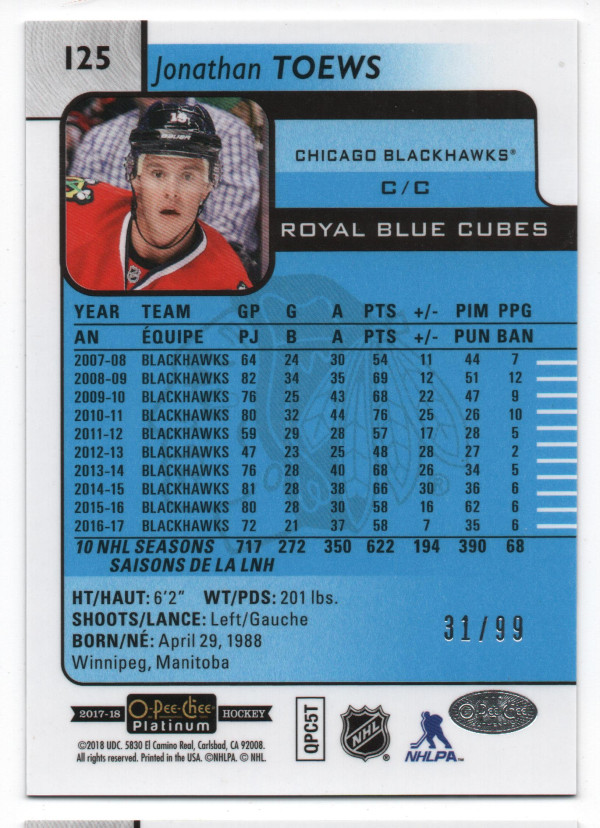 125
Jonathan TOEWS
19
BAUER
CHICAGO BLACKHAWKS®
C/C
ROYAL BLUE CUBES
YEAR TEAM GP G A PTS +/- PIM PPG
AN ÉQUIPE PJ B A PTS +/- PUN BAN
2007-08 BLACKHAWKS 64 24 30 54 11 44 7
2008-09 BLACKHAWKS 82 34 35 69 12 51 12
2009-10 BLACKHAWKS 76 25 43 68 22 47 9
2010-11 BLACKHAWKS 80 32 44 76 25 26 10
2011-12 BLACKHAWKS 59 29 28 57 17 28 5
2012-13 BLACKHAWKS 47 23 25 48 28 27 2
2013-14 BLACKHAWKS 76 28 40 68 26 34 5
2014-15 BLACKHAWKS 81 28 38 66 30 36 6
2015-16 BLACKHAWKS 80 28 30 58 16 62 6
2016-17 BLACKHAWKS 72 21 37 58 7 35 6
10 NHL SEASONS 717 272 350 622 194 390 68
SAISONS DE LA LNH
HT/HAUT: 6'2" WT/PDS: 201 lbs.
SHOOTS/LANCE: Left/Gauche
BORN/NÉ: April 29, 1988
Winnipeg, Manitoba
31/99
2017-18 O-Pee-Chee Platinum HOCKEY
QPC5T
NHL
NHLPA™
O-Pee-Chee
©2018 UDC. 5830 El Camino Real, Carlsbad, CA 92008.
All rights reserved. Printed in the USA. ©NHLPA. © NHL.